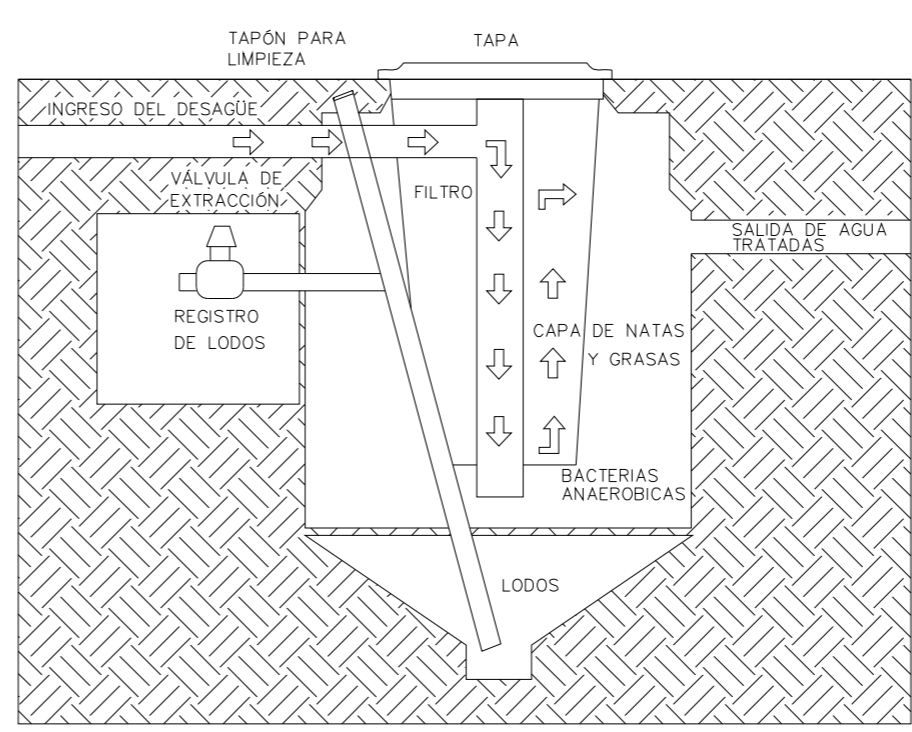 TAPÓN PARA
LIMPIEZA
TAPA
INGRESO DEL DESAGÜE
VÁLVULA DE
EXTRACCIÓN
FILTRO
SALIDA DE AGUA
TRATADAS
REGISTRO
DE LODOS
CAPA DE NATAS
Y GRASAS
BACTERIAS
ANAEROBICAS
LODOS